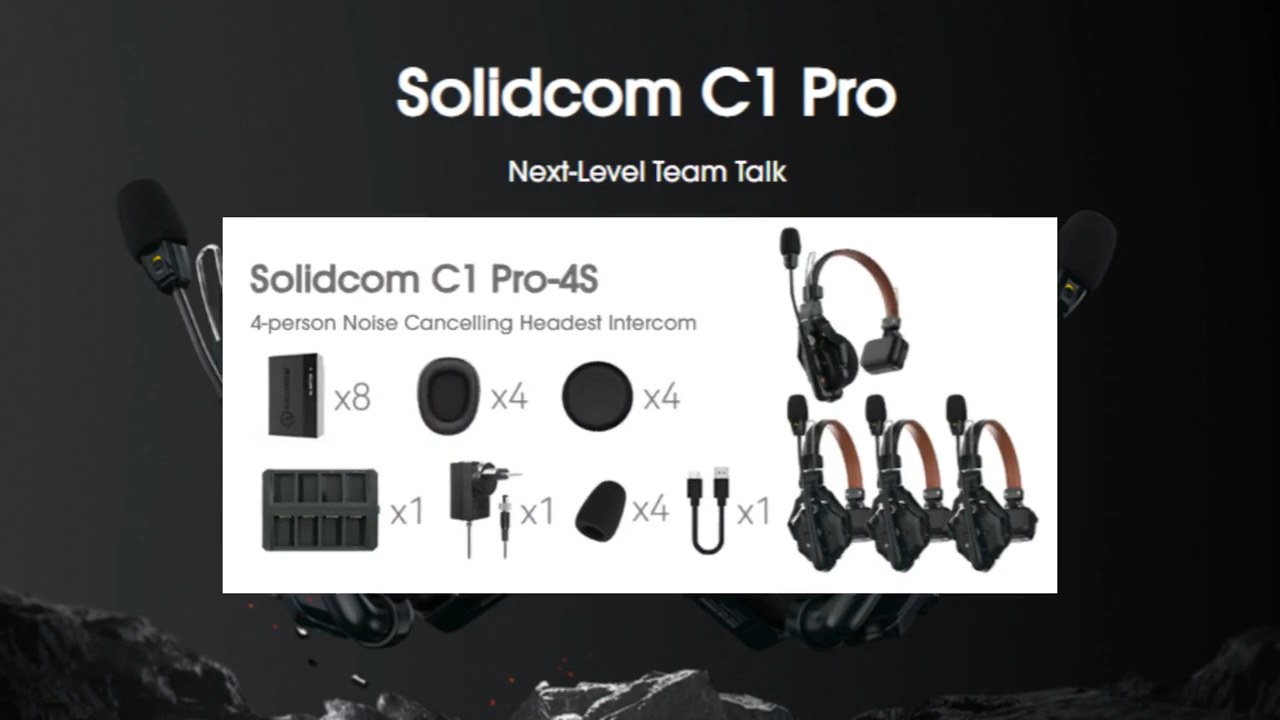 Solidcom C1 Pro
Next-Level Team Talk
Solidcom C1 Pro-4S
4-person Noise Cancelling Headest Intercom
x8
x4
x4
x1
x1
x4
x1